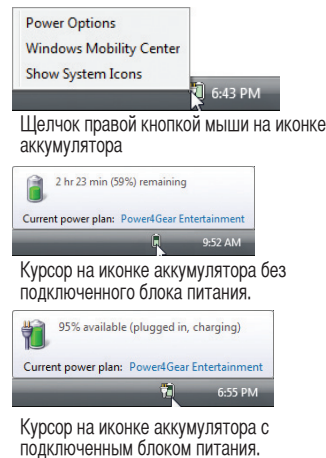 Power Options
Windows Mobility Center
Show System Icons
6:43 PM
Щелчок правой кнопкой мыши на иконке
аккумулятора
2 hr 23 min (59%) remaining
Current power plan: Power4Gear Entertainment
9:52 AM
Курсор на иконке аккумулятора без
подключенного блока питания.
95% available (plugged in, charging)
Current power plan: Power4Gear Entertainment
6:55 PM
Курсор на иконке аккумулятора с
подключенным блоком питания.